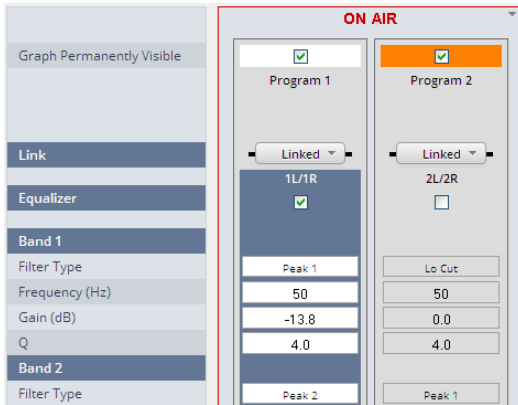 ON AIR
Graph Permanently Visible
Program 1 Program 2
Link Linked Linked
1L/1R 2L/2R
Equalizer
Band 1
Filter Type Peak 1 Lo Cut
Frequency (Hz) 50 50
Gain (dB) -13.8 0.0
Q 4.0 4.0
Band 2
Filter Type Peak 2 Peak 1